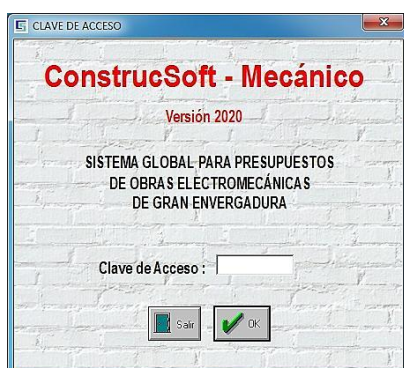 CLAVE DE ACCESO
ConstrucSoft - Mecánico
Versión 2020
SISTEMA GLOBAL PARA PRESUPUESTOS
DE OBRAS ELECTROMECÁNICAS
DE GRAN ENVERGADURA
Clave de Acceso :
Salir
OK